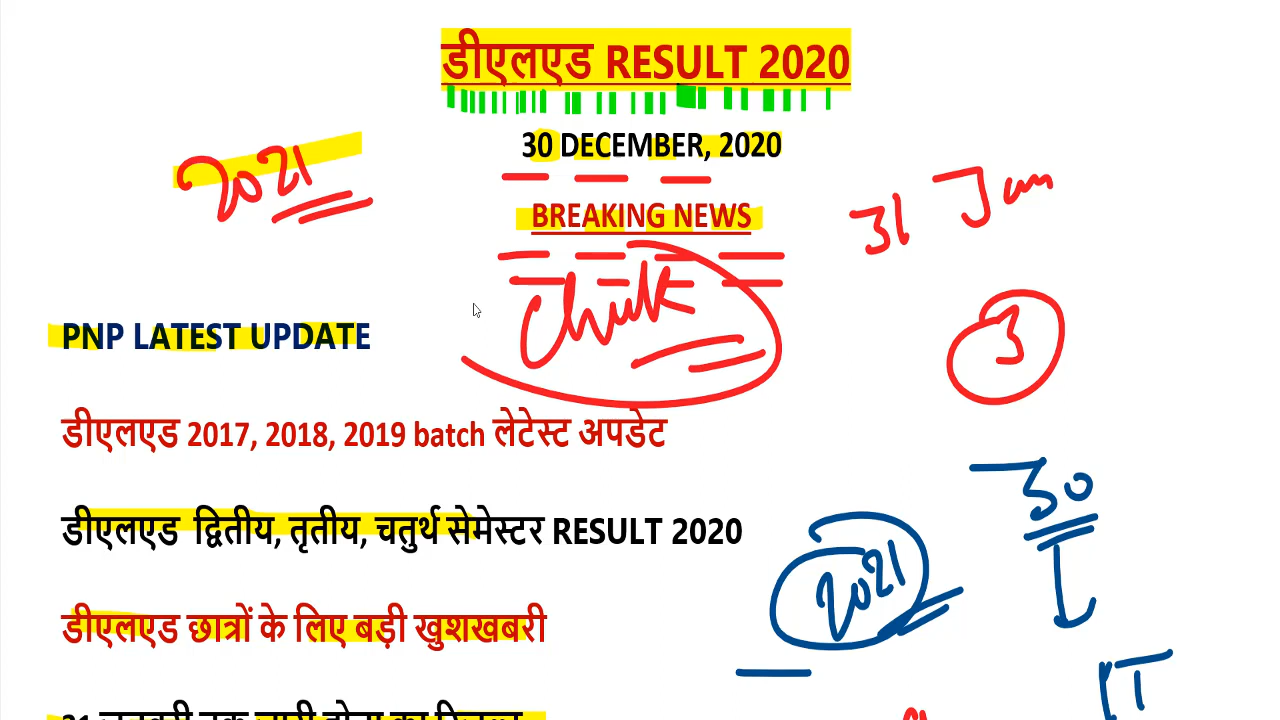 डीएलएड RESULT 2020
30 DECEMBER, 2020
2021
BREAKING NEWS
31 Jan
3
PNP LATEST UPDATE
डीएलएड 2017, 2018, 2019 batch लेटेस्ट अपडेट
30
डीएलएड द्वितीय, तृतीय, चतुर्थ सेमेस्टर RESULT 2020
2021
डीएलएड छात्रों के लिए बड़ी खुशखबरी